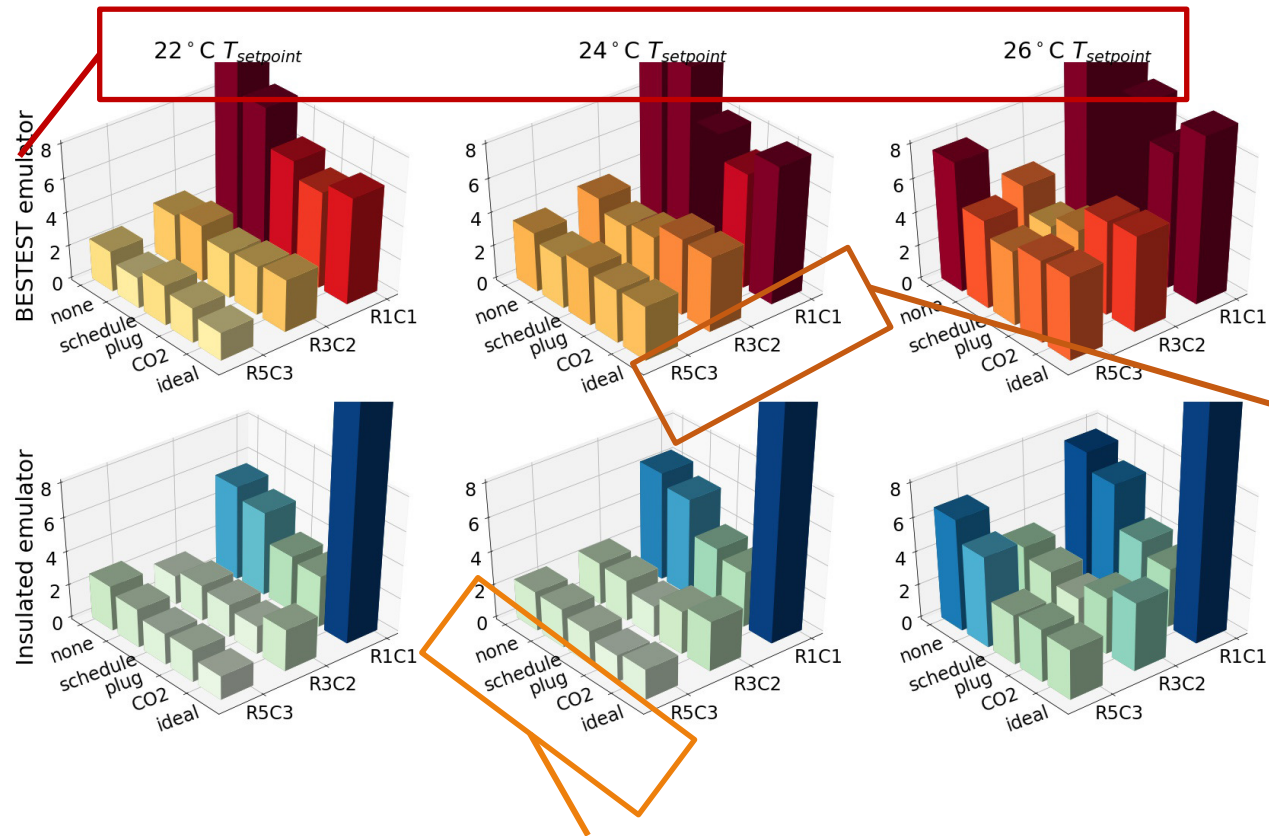 22°C T_setpoint
24°C T_setpoint
26°C T_setpoint
BESTEST emulator
8
6
4
2
0
none
schedule
plug
CO2
ideal
R5C3
R3C2
R1C1
8
6
4
2
0
none
schedule
plug
CO2
ideal
R5C3
R3C2
R1C1
8
6
4
2
0
none
schedule
plug
CO2
ideal
R5C3
R3C2
R1C1
Insulated emulator
8
6
4
2
0
none
schedule
plug
CO2
ideal
R5C3
R3C2
R1C1
8
6
4
2
0
none
schedule
plug
CO2
ideal
R5C3
R3C2
R1C1
8
6
4
2
0
none
schedule
plug
CO2
ideal
R5C3
R3C2
R1C1